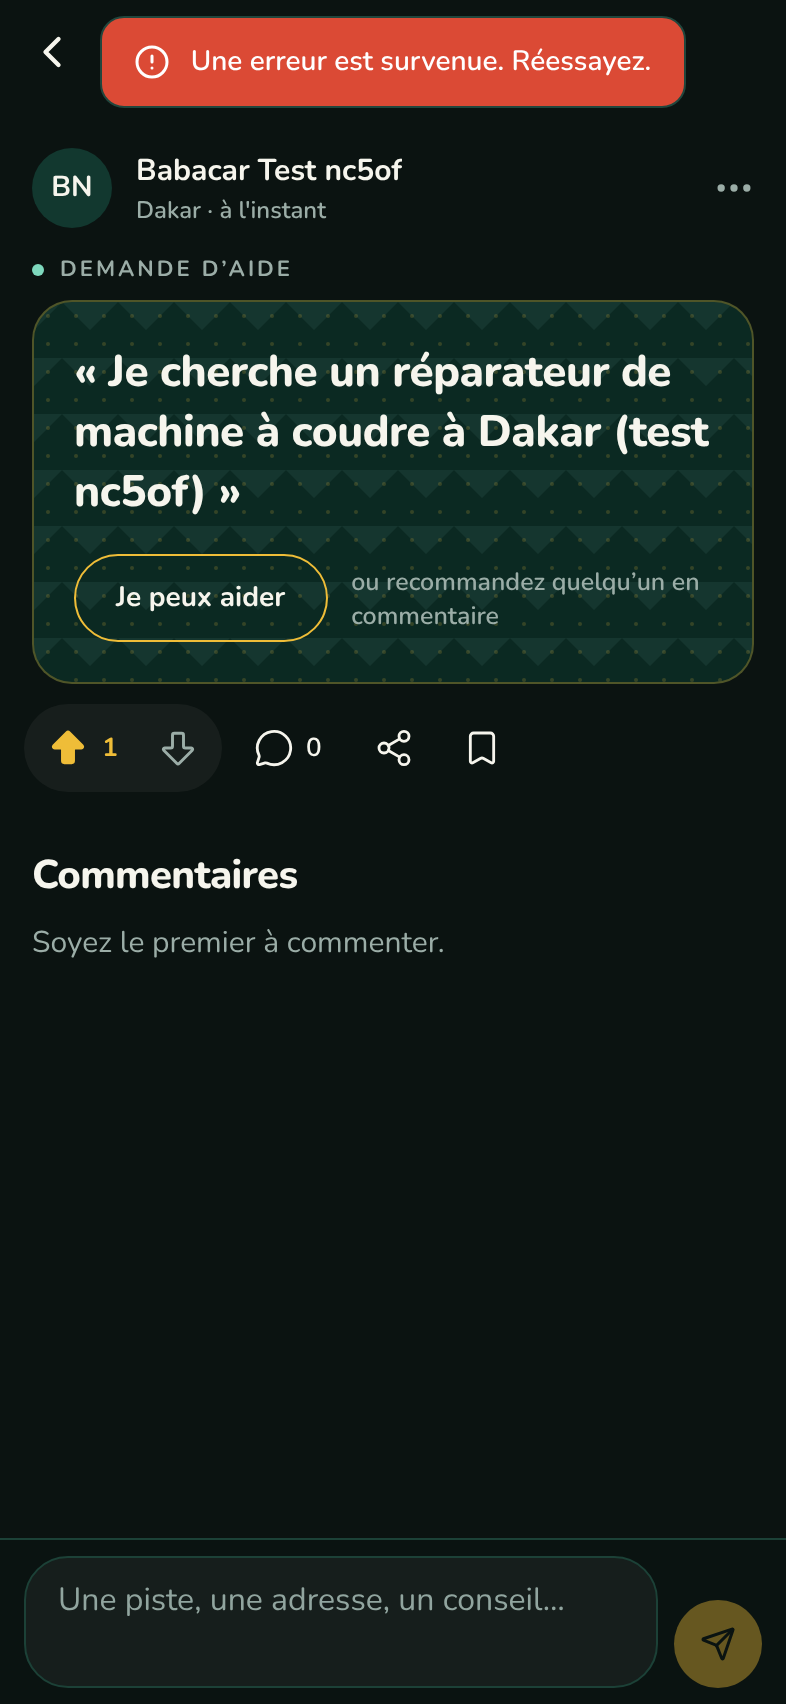 Une erreur est survenue. Réessayez.
BN
Babacar Test nc5of
Dakar · à l'instant
DEMANDE D’AIDE
« Je cherche un réparateur de
machine à coudre à Dakar (test
nc5of) »
Je peux aider
ou recommandez quelqu’un en
commentaire
1
0
Commentaires
Soyez le premier à commenter.
Une piste, une adresse, un conseil…